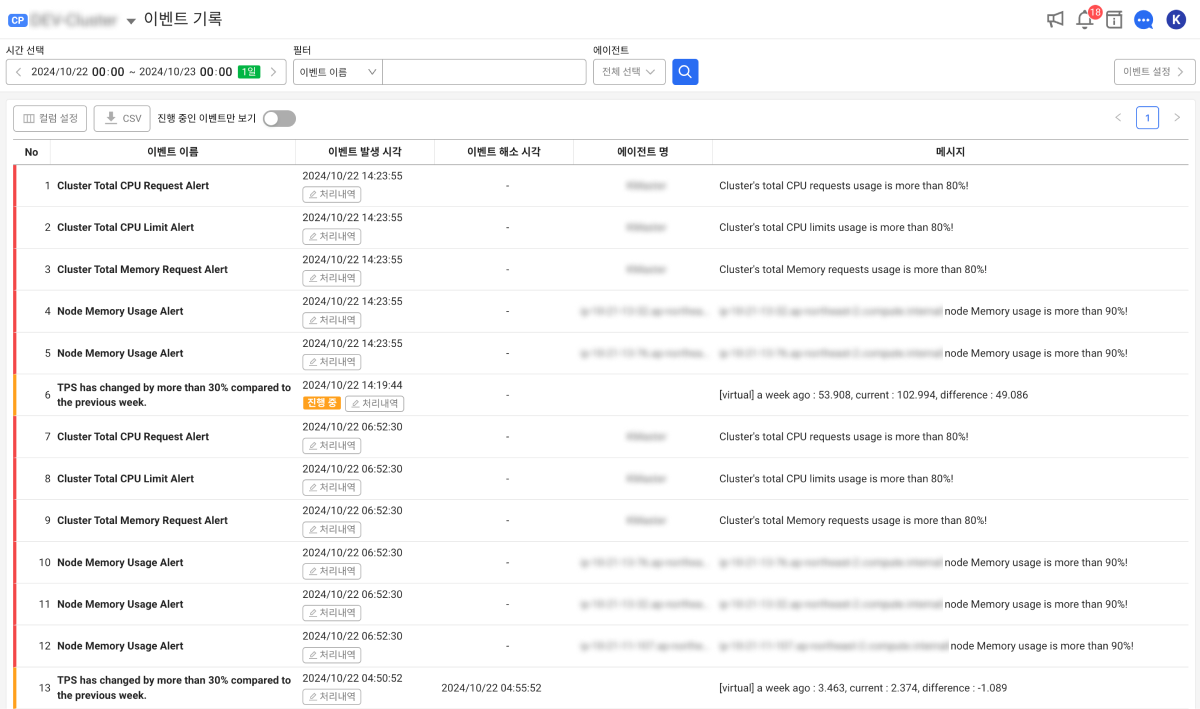 CP 이벤트 기록 18 K
시간 선택 필터 에이전트
2024/10/22 00:00 ~ 2024/10/23 00:00 1일 이벤트 이름 전체 선택 이벤트 설정
컬럼 설정 CSV 진행 중인 이벤트만 보기 1
No 이벤트 이름 이벤트 발생 시각 이벤트 해소 시각 에이전트 명 메시지
1 Cluster Total CPU Request Alert 2024/10/22 14:23:55 - Cluster's total CPU requests usage is more than 80%!
처리내역
2 Cluster Total CPU Limit Alert 2024/10/22 14:23:55 - Cluster's total CPU limits usage is more than 80%!
처리내역
3 Cluster Total Memory Request Alert 2024/10/22 14:23:55 - Cluster's total Memory requests usage is more than 80%!
처리내역
4 Node Memory Usage Alert 2024/10/22 14:23:55 - node Memory usage is more than 90%!
처리내역
5 Node Memory Usage Alert 2024/10/22 14:23:55 - node Memory usage is more than 90%!
처리내역
6 TPS has changed by more than 30% compared to the previous week. 2024/10/22 14:19:44 - [virtual] a week ago : 53.908, current : 102.994, difference : 49.086
진행 중 처리내역
7 Cluster Total CPU Request Alert 2024/10/22 06:52:30 - Cluster's total CPU requests usage is more than 80%!
처리내역
8 Cluster Total CPU Limit Alert 2024/10/22 06:52:30 - Cluster's total CPU limits usage is more than 80%!
처리내역
9 Cluster Total Memory Request Alert 2024/10/22 06:52:30 - Cluster's total Memory requests usage is more than 80%!
처리내역
10 Node Memory Usage Alert 2024/10/22 06:52:30 - node Memory usage is more than 90%!
처리내역
11 Node Memory Usage Alert 2024/10/22 06:52:30 - node Memory usage is more than 90%!
처리내역
12 Node Memory Usage Alert 2024/10/22 06:52:30 - node Memory usage is more than 90%!
처리내역
13 TPS has changed by more than 30% compared to the previous week. 2024/10/22 04:50:52 2024/10/22 04:55:52 [virtual] a week ago : 3.463, current : 2.374, difference : -1.089
처리내역